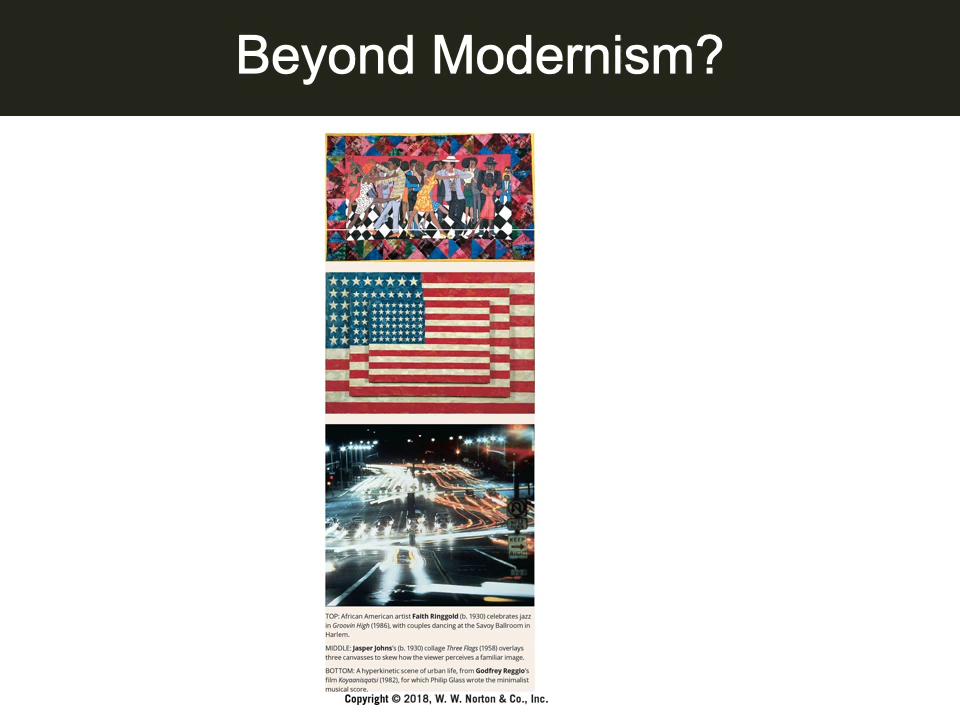 Beyond Modernism?
KEEP
TOP: African American artist Faith Ringgold (b. 1930) celebrates jazz
in Groovin High (1986), with couples dancing at the Savoy Ballroom in
Harlem.
MIDDLE: Jasper Johns's (b. 1930) collage Three Flags (1958) overlays
three canvasses to skew how the viewer perceives a familiar image.
BOTTOM: A hyperkinetic scene of urban life, from Godfrey Reggio's
film Koyaanisqatsi (1982), for which Philip Glass wrote the minimalist
musical score.
Copyright © 2018, W. W. Norton & Co., Inc.